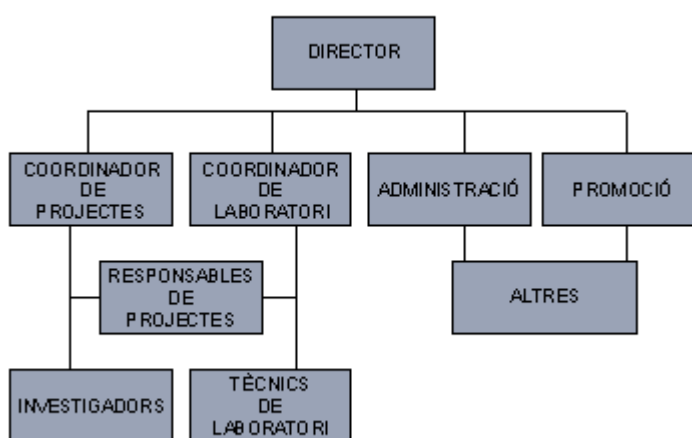 DIRECTOR
COORDINADOR
DE
PROJECTES
COORDINADOR
DE
LABORATORI
ADMINISTRACIÓ
PROMOCIÓ
RESPONSABLES
DE
PROJECTES
ALTRES
INVESTIGADORS
TÈCNICS
DE
LABORATORI